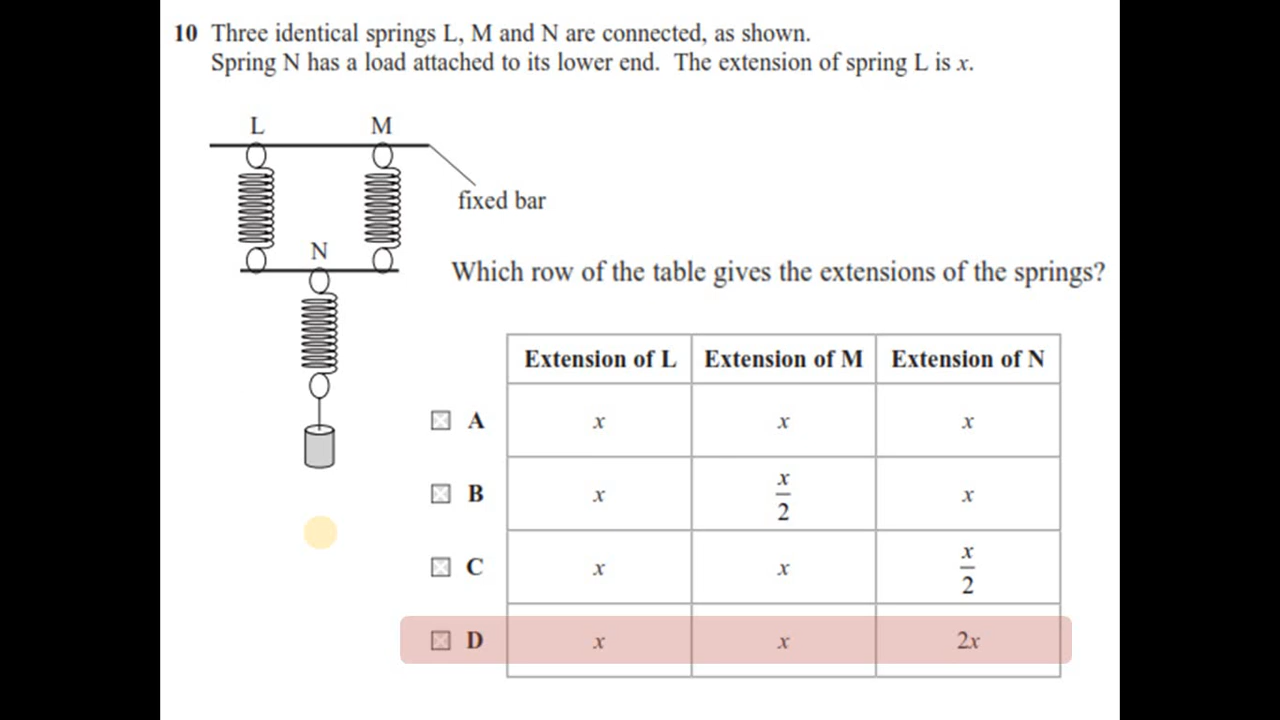 10 Three identical springs L, M and N are connected, as shown.
Spring N has a load attached to its lower end. The extension of spring L is x.
L M
fixed bar
N
Which row of the table gives the extensions of the springs?
Extension of L Extension of M Extension of N
A x x x
B x x/2 x
C x x x/2
D x x 2x